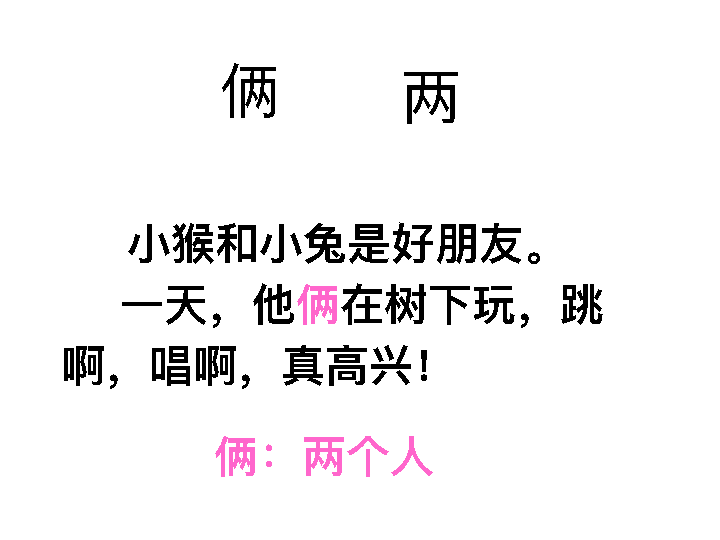 俩 两
小猴和小兔是好朋友。
一天，他俩在树下玩，跳
啊，唱啊，真高兴！
俩：两个人